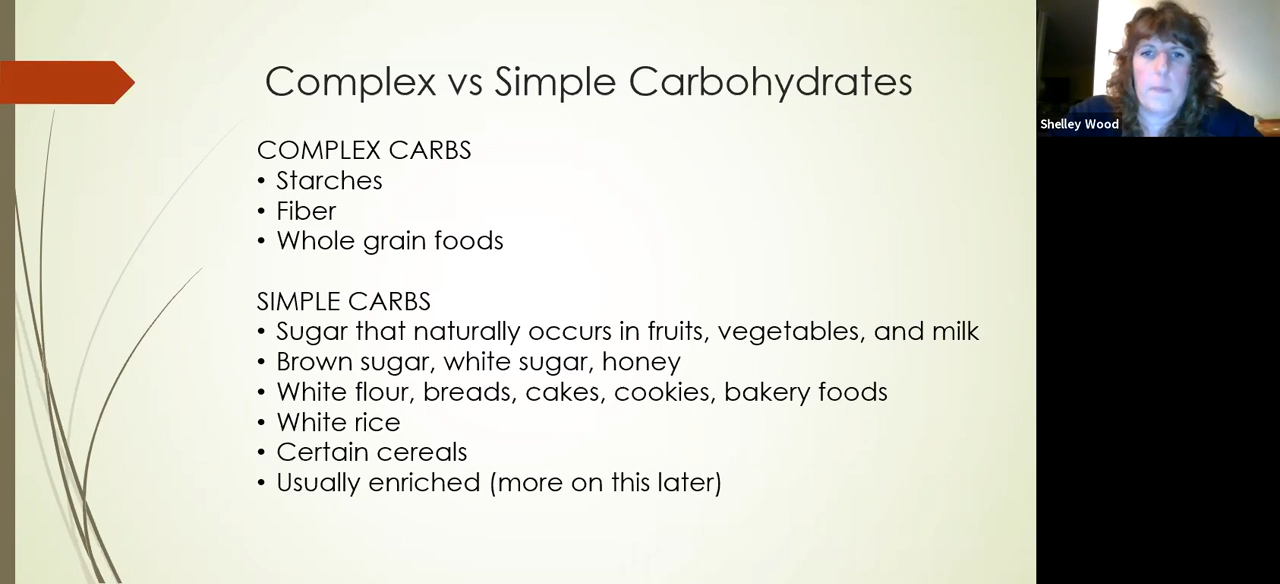 Complex vs Simple Carbohydrates
COMPLEX CARBS
• Starches
• Fiber
• Whole grain foods
SIMPLE CARBS
• Sugar that naturally occurs in fruits, vegetables, and milk
• Brown sugar, white sugar, honey
• White flour, breads, cakes, cookies, bakery foods
• White rice
• Certain cereals
• Usually enriched (more on this later)
Shelley Wood